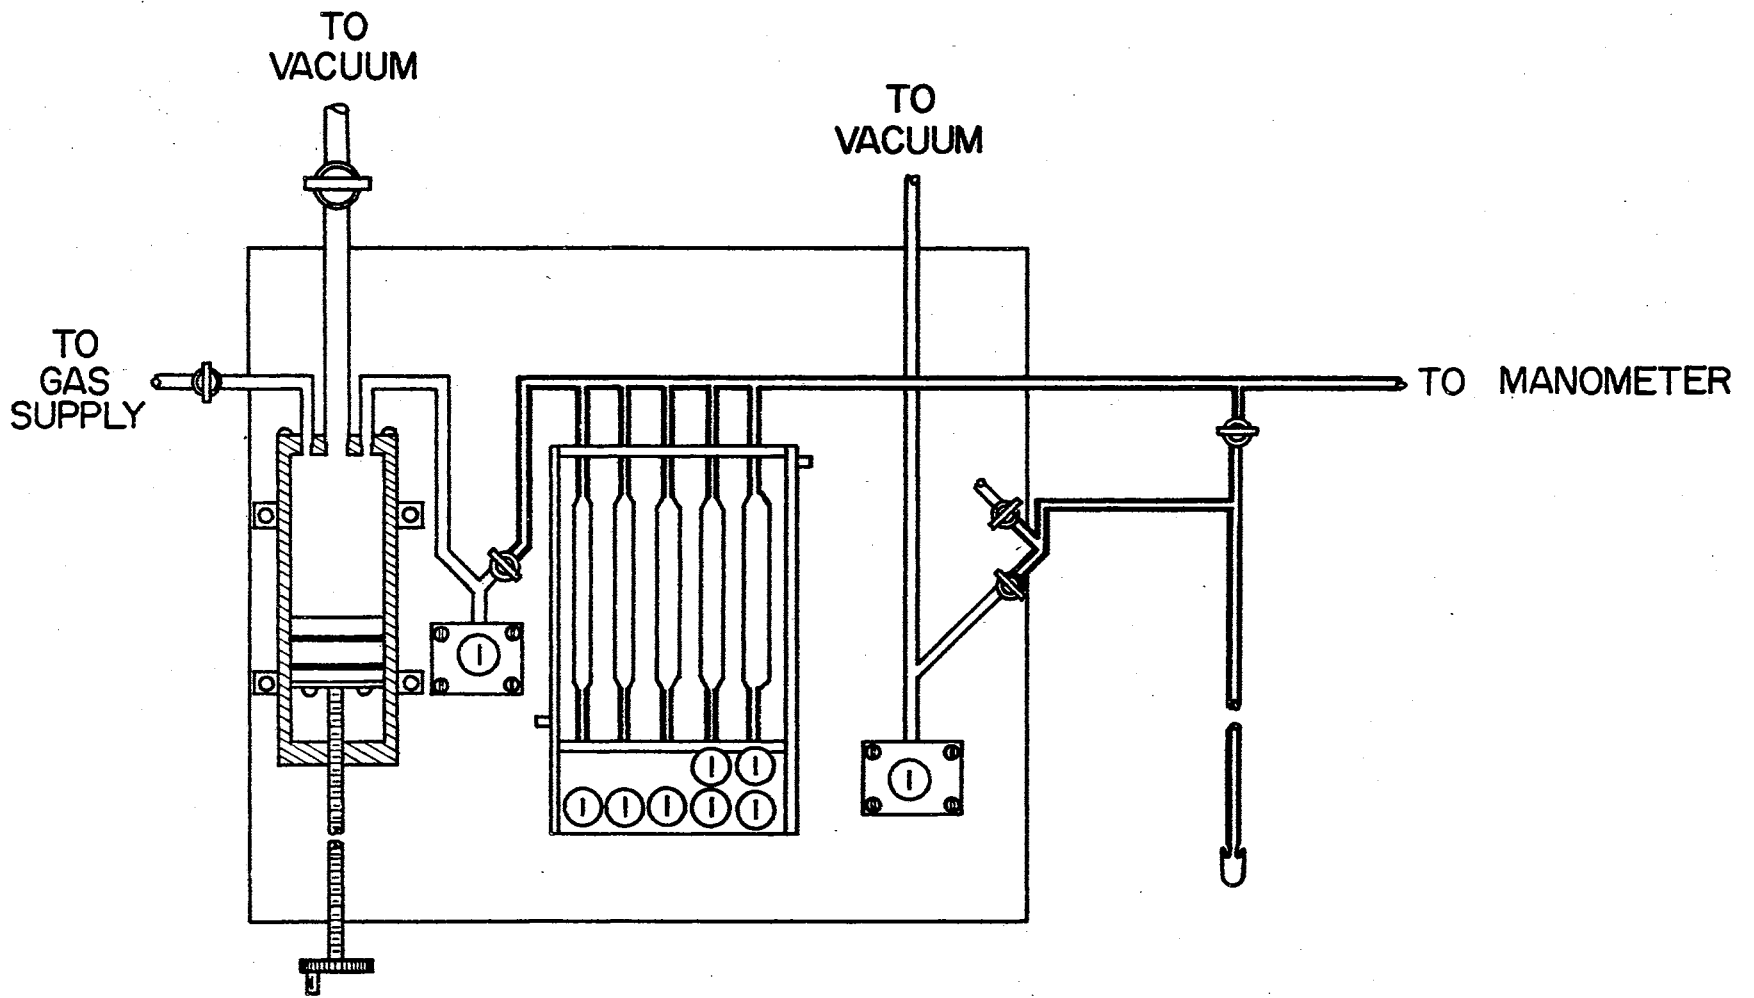 TO
VACUUM
TO
VACUUM
TO
GAS
SUPPLY
TO MANOMETER